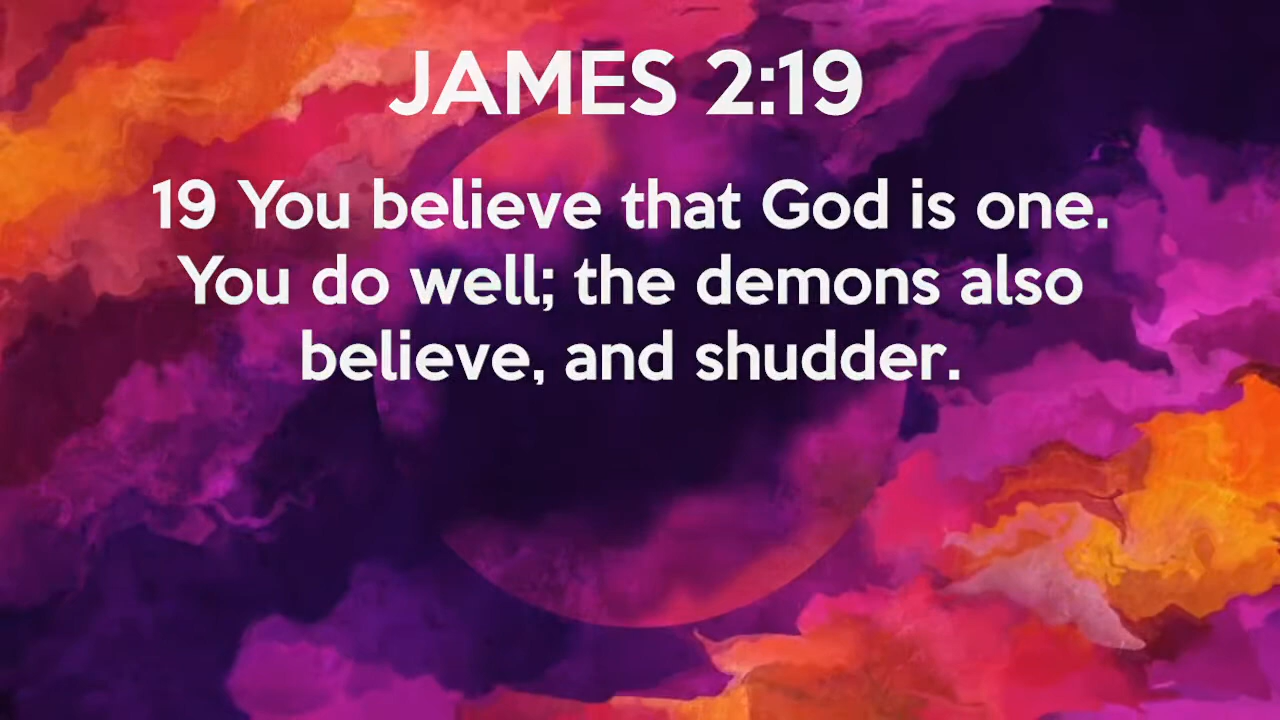 JAMES 2:19
19 You believe that God is one.
You do well; the demons also
believe, and shudder.